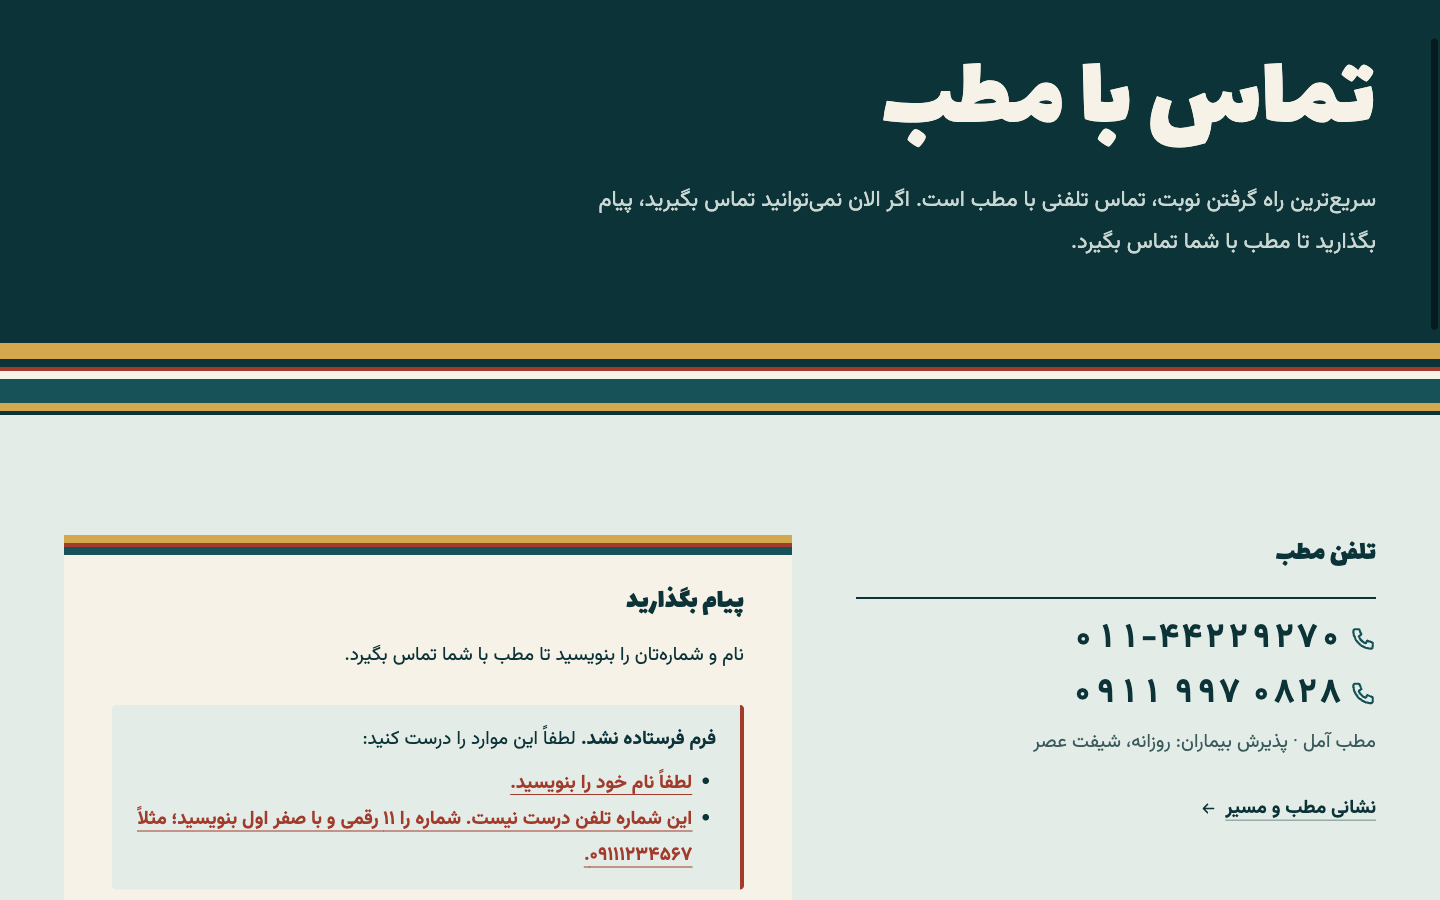 تماس با مطب
سریع‌ترین راه گرفتن نوبت، تماس تلفنی با مطب است. اگر الان نمی‌توانید تماس بگیرید، پیام
بگذارید تا مطب با شما تماس بگیرد.
تلفن مطب
۰۱۱-۴۴۲۲۹۲۷۰
۰۹۱۱ ۹۹۷ ۰۸۲۸
مطب آمل · پذیرش بیماران: روزانه، شیفت عصر
نشانی مطب و مسیر ←
پیام بگذارید
نام و شماره‌تان را بنویسید تا مطب با شما تماس بگیرد.
فرم فرستاده نشد. لطفاً این موارد را درست کنید:
• لطفاً نام خود را بنویسید.
• این شماره تلفن درست نیست. شماره را ۱۱ رقمی و با صفر اول بنویسید؛ مثلاً
۰۹۱۱۱۲۳۴۵۶۷.